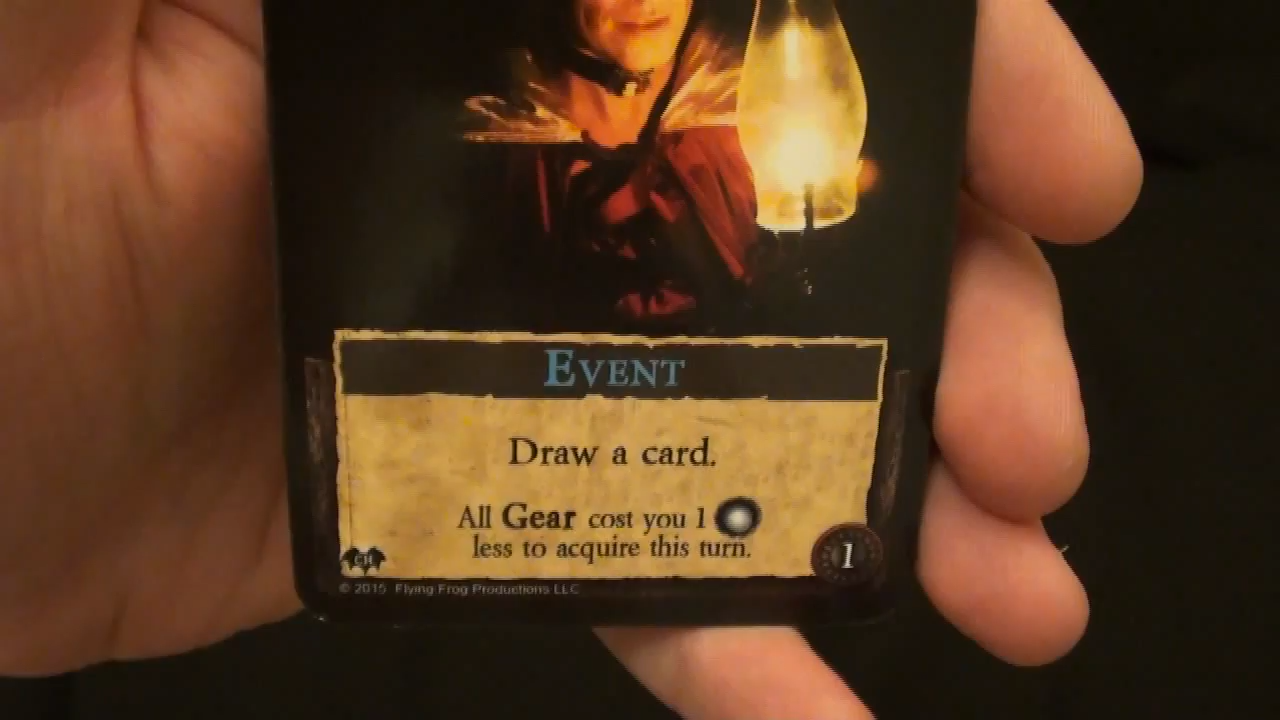 Event
Draw a card.
All Gear cost you 1
less to acquire this turn.
1
© 2015 Flying Frog Productions LLC